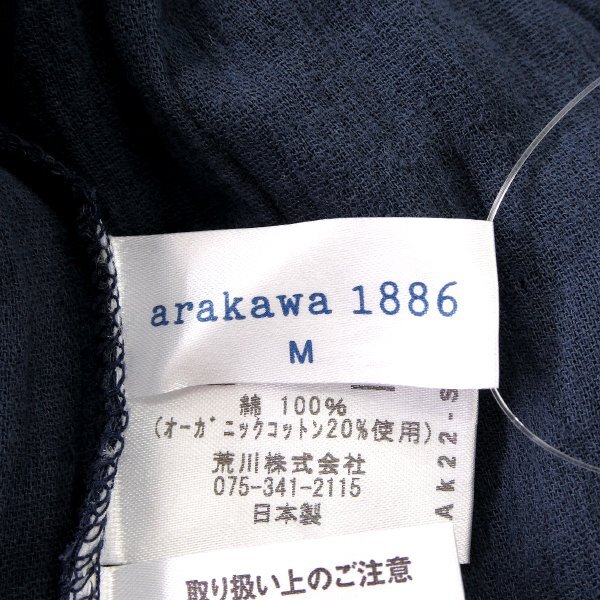 arakawa 1886
M
綿 100%
(オーガニックコットン20%使用)
荒川株式会社
075-341-2115
日本製
AK22-S
取り扱い上のご注意